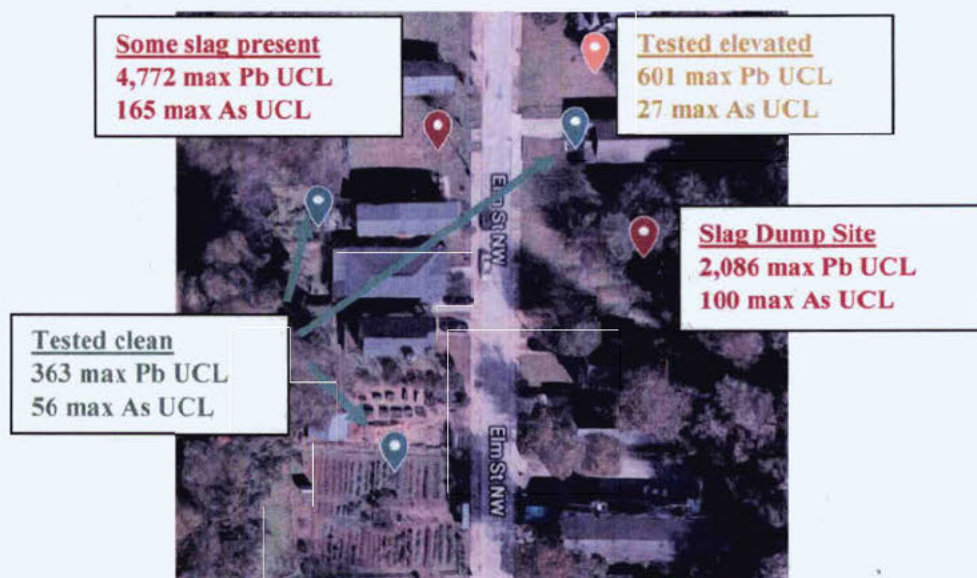 Some slag present
4,772 max Pb UCL
165 max As UCL
Tested elevated
601 max Pb UCL
27 max As UCL
Elm St NW
Slag Dump Site
2,086 max Pb UCL
100 max As UCL
Tested clean
363 max Pb UCL
56 max As UCL
Elm St NW